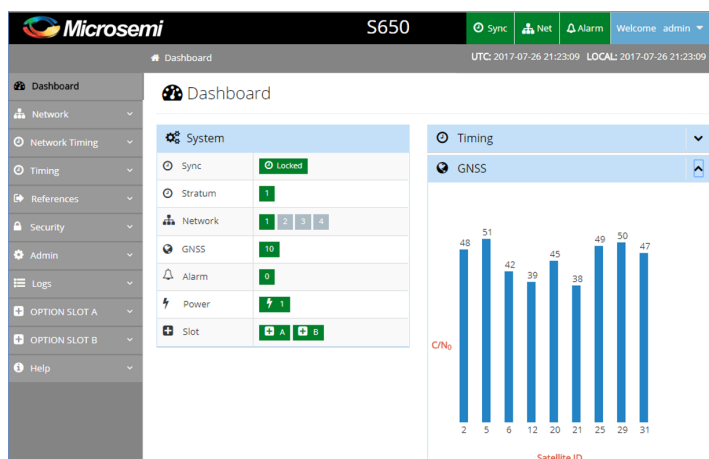 Microsemi
S650
Sync Net Alarm Welcome admin
Dashboard
UTC: 2017-07-26 21:23:09 LOCAL: 2017-07-26 21:23:09
Dashboard
Network
Network Timing
Timing
References
Security
Admin
Logs
OPTION SLOT A
OPTION SLOT B
Help
Dashboard
System
Sync Locked
Stratum 1
Network 1 2 3 4
GNSS 10
Alarm 0
Power 1
Slot A B
Timing
GNSS
48 51 42 39 45 38 49 50 47
C/N0
2 5 6 12 20 21 25 29 31
Satellite ID